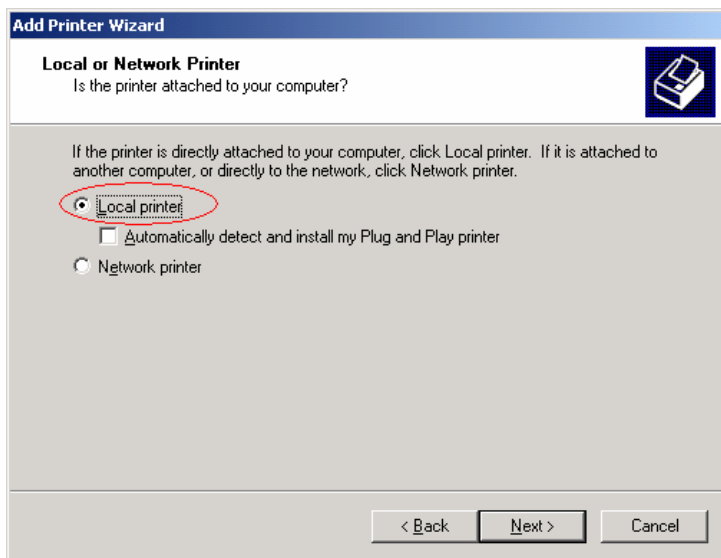 Add Printer Wizard
Local or Network Printer
Is the printer attached to your computer?
If the printer is directly attached to your computer, click Local printer. If it is attached to
another computer, or directly to the network, click Network printer.
Local printer
Automatically detect and install my Plug and Play printer
Network printer
< Back Next > Cancel